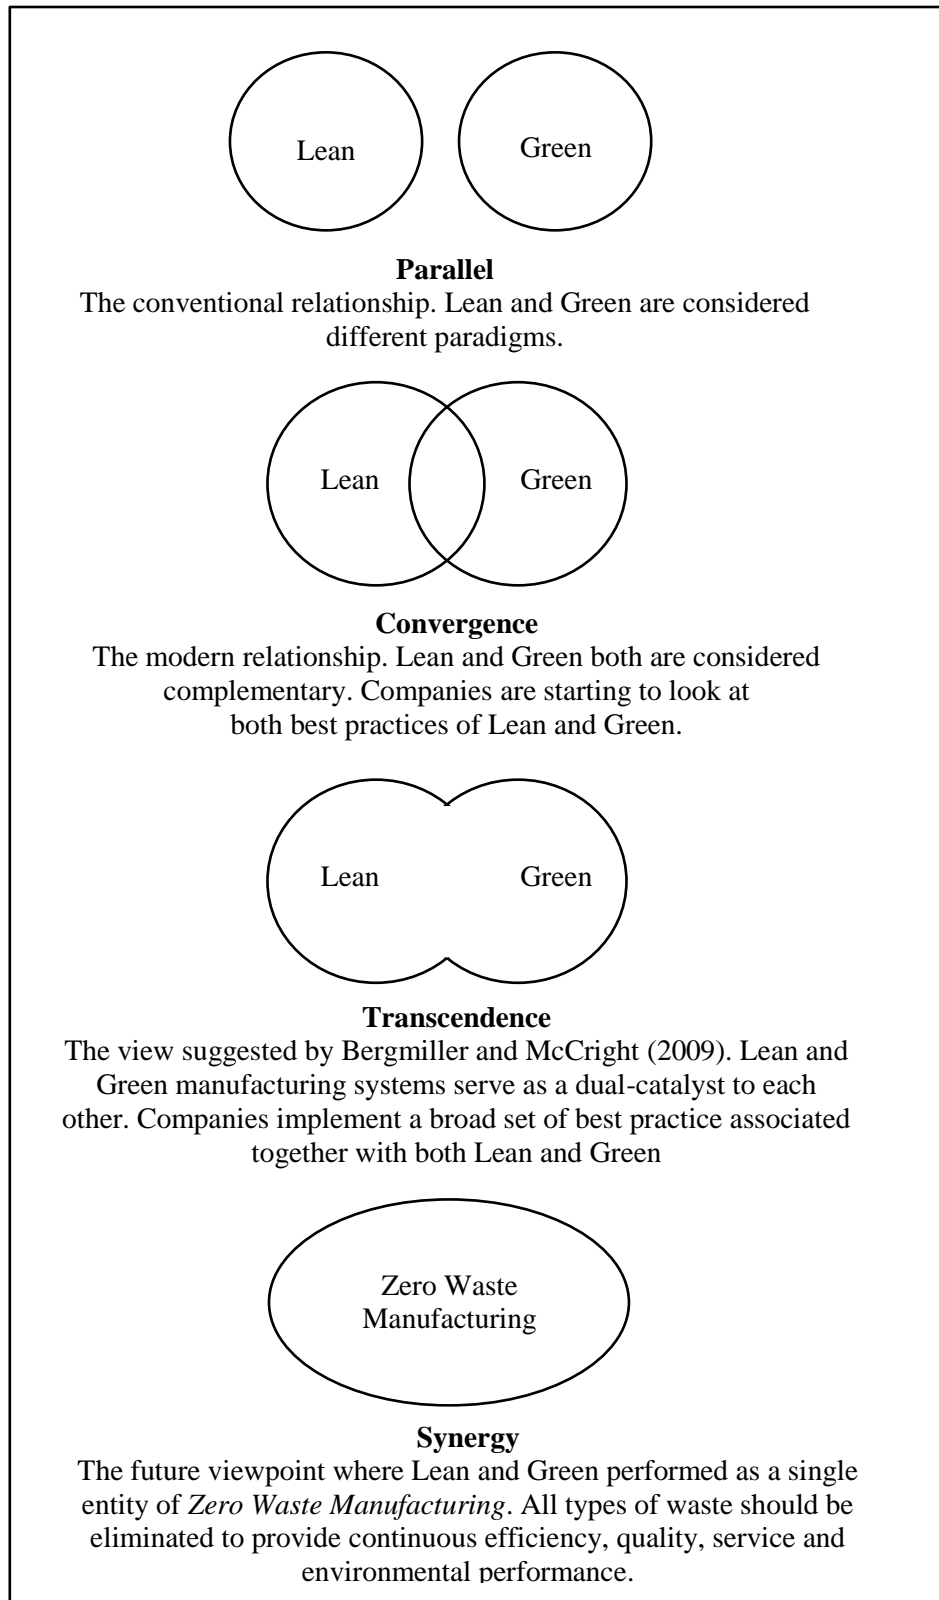 Lean
Green
Parallel
The conventional relationship. Lean and Green are considered
different paradigms.
Lean
Green
Convergence
The modern relationship. Lean and Green both are considered
complementary. Companies are starting to look at
both best practices of Lean and Green.
Lean
Green
Transcendence
The view suggested by Bergmiller and McCright (2009). Lean and
Green manufacturing systems serve as a dual-catalyst to each
other. Companies implement a broad set of best practice associated
together with both Lean and Green
Zero Waste
Manufacturing
Synergy
The future viewpoint where Lean and Green performed as a single
entity of Zero Waste Manufacturing. All types of waste should be
eliminated to provide continuous efficiency, quality, service and
environmental performance.